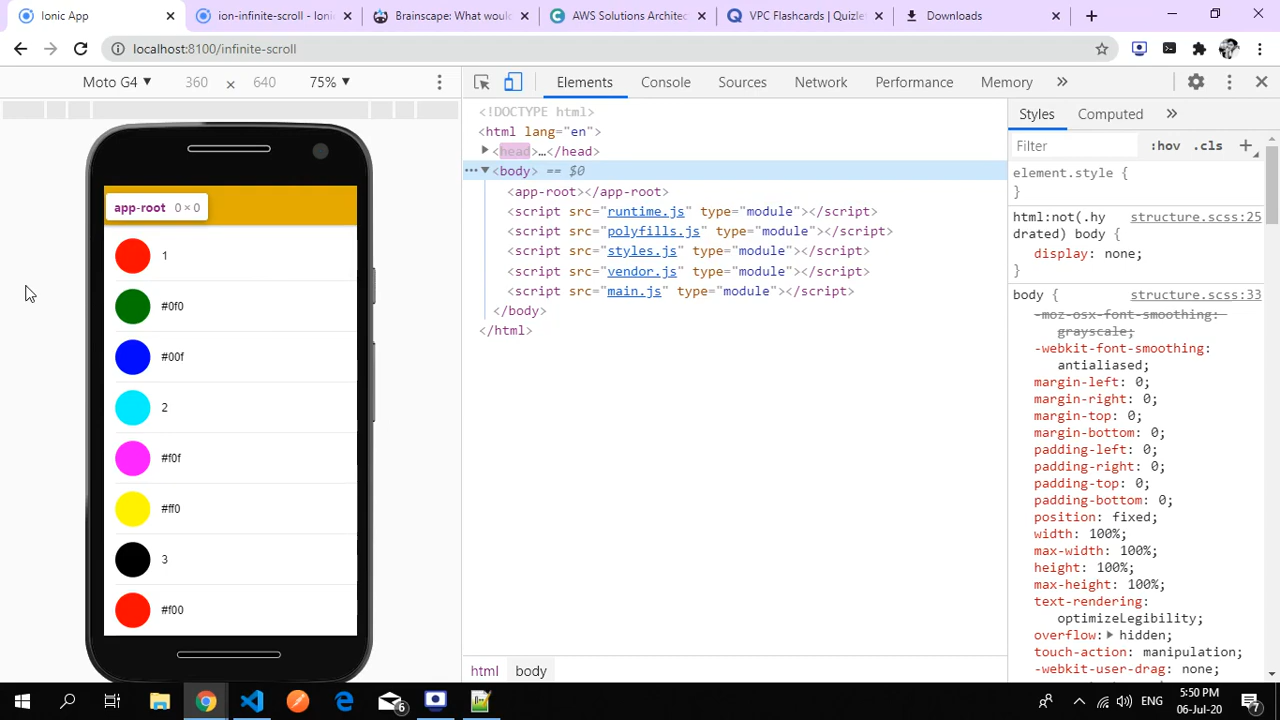 Ionic App
ion-infinite-scroll - Ionic
Brainscape: What would
AWS Solutions Architec
VPC Flashcards | Quizlet
Downloads
localhost:8100/infinite-scroll
Moto G4 ▼ 360 × 640 75% ▼
Elements Console Sources Network Performance Memory »
app-root 0 × 0
1
#0f0
#00f
2
#f0f
#ff0
3
#f00
<!DOCTYPE html>
<html lang="en">
▶ <head>…</head>
••• ▼ <body> == $0
<app-root></app-root>
<script src="runtime.js" type="module"></script>
<script src="polyfills.js" type="module"></script>
<script src="styles.js" type="module"></script>
<script src="vendor.js" type="module"></script>
<script src="main.js" type="module"></script>
</body>
</html>
html body
Styles Computed »
Filter :hov .cls +
element.style {
}
html:not(.hy structure.scss:25
drated) body {
display: none;
}
body { structure.scss:33
-moz-osx-font-smoothing:
grayscale;
-webkit-font-smoothing:
antialiased;
margin-left: 0;
margin-right: 0;
margin-top: 0;
margin-bottom: 0;
padding-left: 0;
padding-right: 0;
padding-top: 0;
padding-bottom: 0;
position: fixed;
width: 100%;
max-width: 100%;
height: 100%;
max-height: 100%;
text-rendering:
optimizeLegibility;
overflow: ▶ hidden;
touch-action: manipulation;
-webkit-user-drag: none;
6
ENG
5:50 PM
06-Jul-20
7